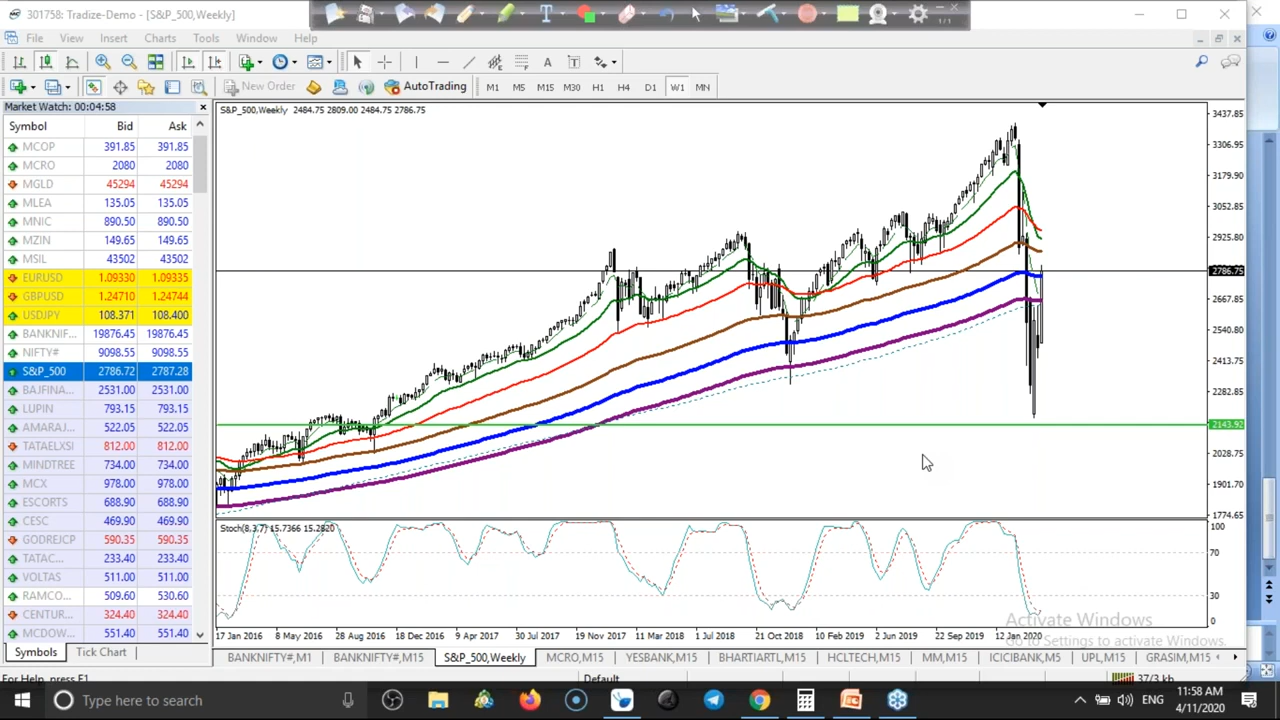 301758: Tradize-Demo - [S&P_500,Weekly]
1/1
File View Insert Charts Tools Window Help
New Order AutoTrading M1 M5 M15 M30 H1 H4 D1 W1 MN
Market Watch: 00:04:58
Symbol Bid Ask
MCOP 391.85 391.85
MCRO 2080 2080
MGLD 45294 45294
MLEA 135.05 135.05
MNIC 890.50 890.50
MZIN 149.65 149.65
MSIL 43502 43502
EURUSD 1.09330 1.09335
GBPUSD 1.24710 1.24744
USDJPY 108.371 108.400
BANKNIF... 19876.45 19876.45
NIFTY# 9098.55 9098.55
S&P_500 2786.72 2787.28
BAJFINA... 2531.00 2531.00
LUPIN 793.15 793.15
AMARAJ... 522.05 522.05
TATAELXSI 812.00 812.00
MINDTREE 734.00 734.00
MCX 978.00 978.00
ESCORTS 688.90 688.90
CESC 469.90 469.90
GODREJCP 590.35 590.35
TATAC... 233.40 233.40
VOLTAS 511.00 511.00
RAMCO... 509.60 530.60
CENTUR... 324.40 324.40
MCDOW... 551.40 551.40
Symbols Tick Chart
S&P_500,Weekly 2484.75 2809.00 2484.75 2786.75
3437.85
3306.95
3179.90
3052.85
2925.80
2786.75
2667.85
2540.80
2413.75
2282.85
2143.92
2028.75
1901.70
1774.65
Stoch(8,3,7) 15.7366 15.2820
100
70
30
0
17 Jan 2016 8 May 2016 28 Aug 2016 18 Dec 2016 9 Apr 2017 30 Jul 2017 19 Nov 2017 11 Mar 2018 1 Jul 2018 21 Oct 2018 10 Feb 2019 2 Jun 2019 22 Sep 2019 12 Jan 2020
Activate Windows
Go to Settings to activate Windows.
BANKNIFTY#,M1 BANKNIFTY#,M15 S&P_500,Weekly MCRO,M15 YESBANK,M15 BHARTIARTL,M15 HCLTECH,M15 MM,M15 ICICIBANK,M5 UPL,M15 GRASIM,M15
For Help, press F1 Default 37/3 kb
Type here to search
ENG
11:58 AM
4/11/2020